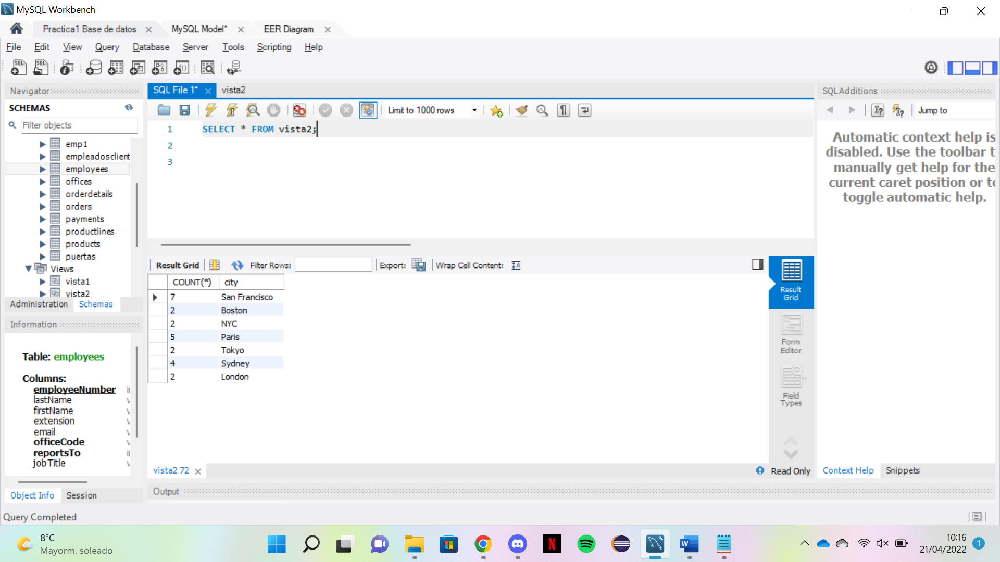 MySQL Workbench
Practica1 Base de datos
MySQL Model*
EER Diagram
File Edit View Query Database Server Tools Scripting Help
Navigator
SCHEMAS
Filter objects
emp1
empleadosclient
employees
offices
orderdetails
orders
payments
productlines
products
puertas
Views
vista1
vista2
Administration Schemas
Information
Table: employees
Columns:
employeeNumber
lastName
firstName
extension
email
officeCode
reportsTo
jobTitle
Object Info Session
Query Completed
SQL File 1* vista2
Limit to 1000 rows
1 SELECT * FROM vista2;
2
3
Result Grid Filter Rows: Export: Wrap Cell Content:
COUNT(*) city
7 San Francisco
2 Boston
2 NYC
5 Paris
2 Tokyo
4 Sydney
2 London
Result
Grid
Form
Editor
Field
Types
vista2 72
Read Only
Output
SQLAdditions
Jump to
Automatic context help is
disabled. Use the toolbar t
manually get help for the
current caret position or to
toggle automatic help.
Context Help Snippets
8°C
Mayorm. soleado
10:16
21/04/2022
1